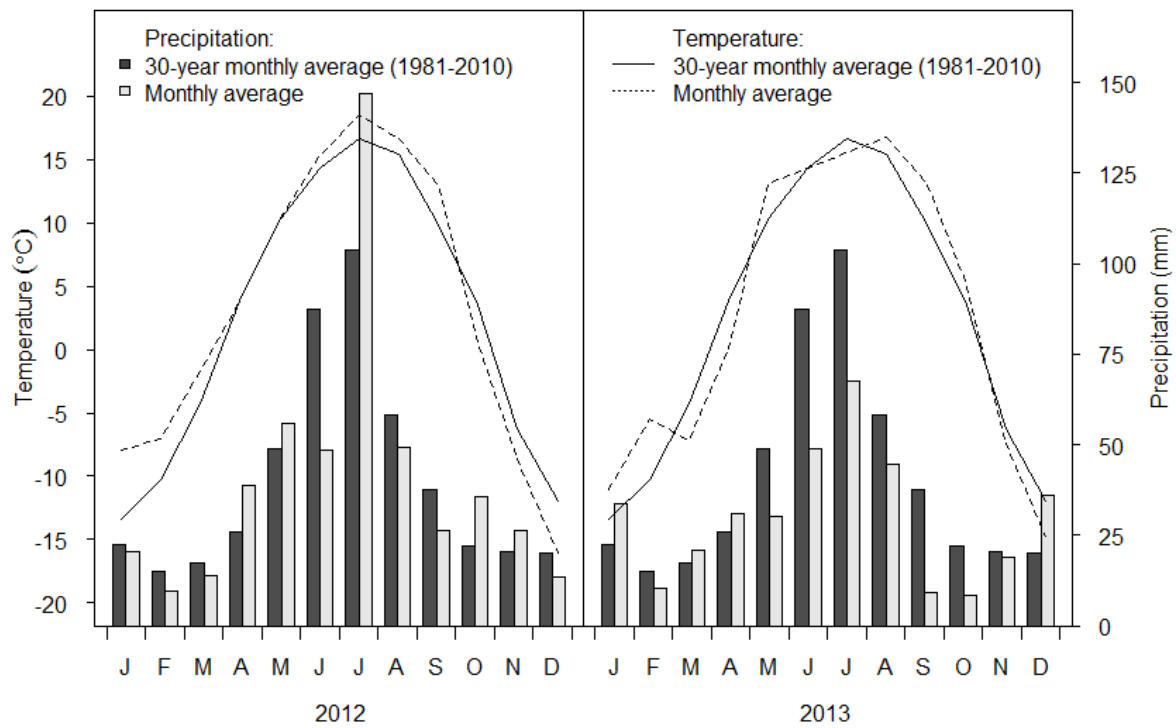 Precipitation:
30-year monthly average (1981-2010)
Monthly average
Temperature:
30-year monthly average (1981-2010)
Monthly average
Temperature (°C)
20
15
10
5
0
-5
-10
-15
-20
Precipitation (mm)
150
125
100
75
50
25
0
J F M A M J J A S O N D J F M A M J J A S O N D
2012 2013